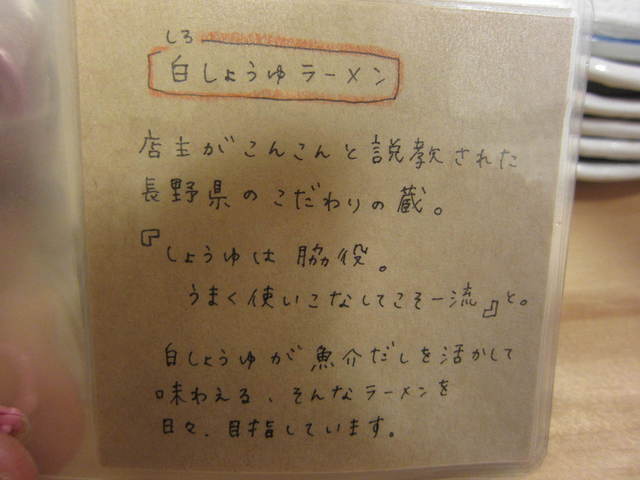 しろ
白しょうゆラーメン
店主がこんこんと説教された
長野県のこだわりの蔵。
『しょうゆは脇役。
うまく使いこなしてこそ一流』と。
白しょうゆが魚介だしを活かして
味わえる、そんなラーメンを
日々、目指しています。